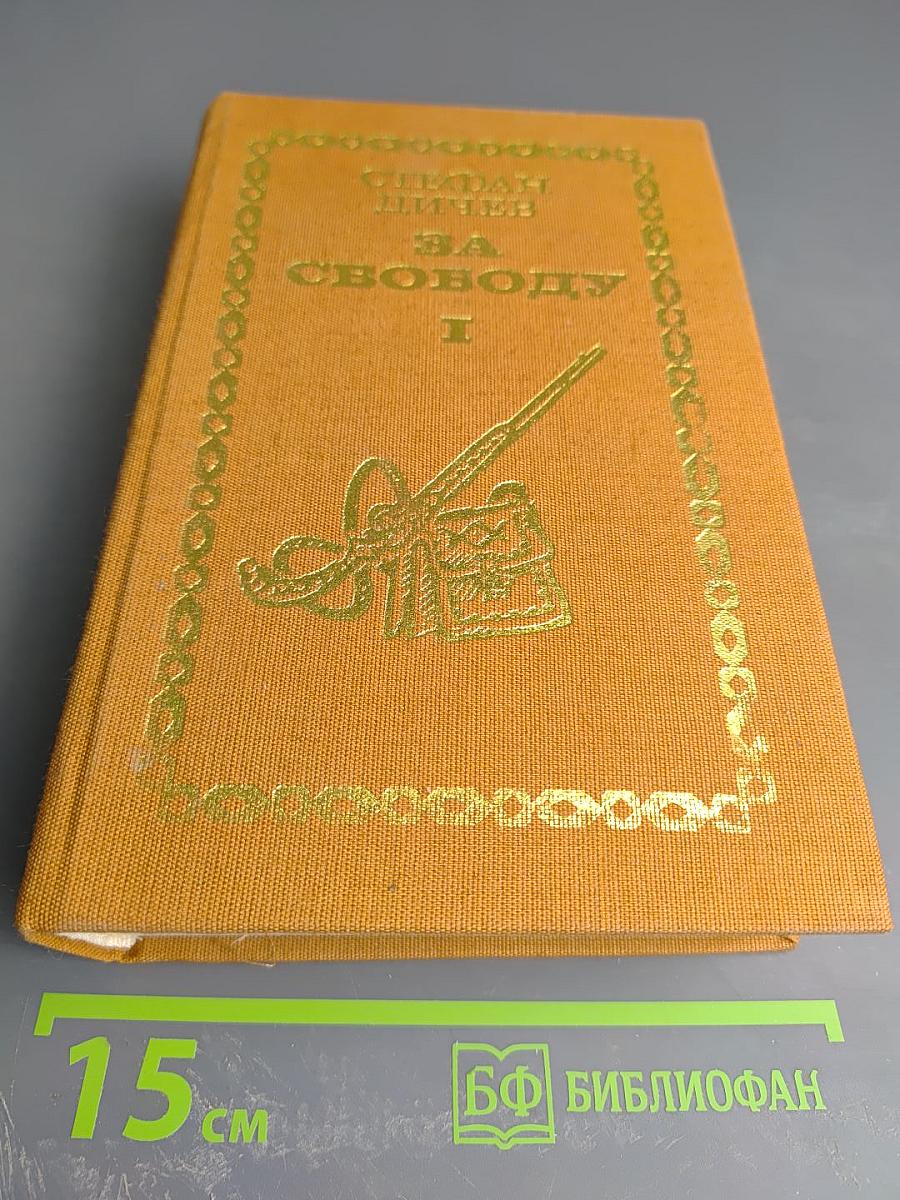 СТЕФАН
ДИЧЕВ
ЗА
СВОБОДУ
I
15 см
БФ БИБЛИОФАН